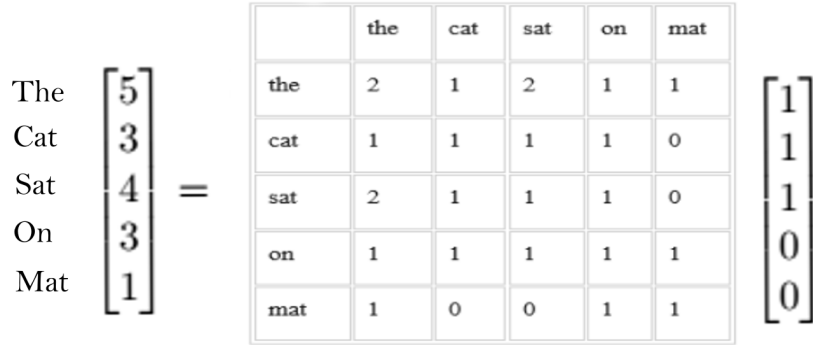 the cat sat on mat
The 5 the 2 1 2 1 1 1
Cat 3 cat 1 1 1 1 0 1
Sat 4 = sat 2 1 1 1 0 1
On 3 on 1 1 1 1 1 0
Mat 1 mat 1 0 0 1 1 0